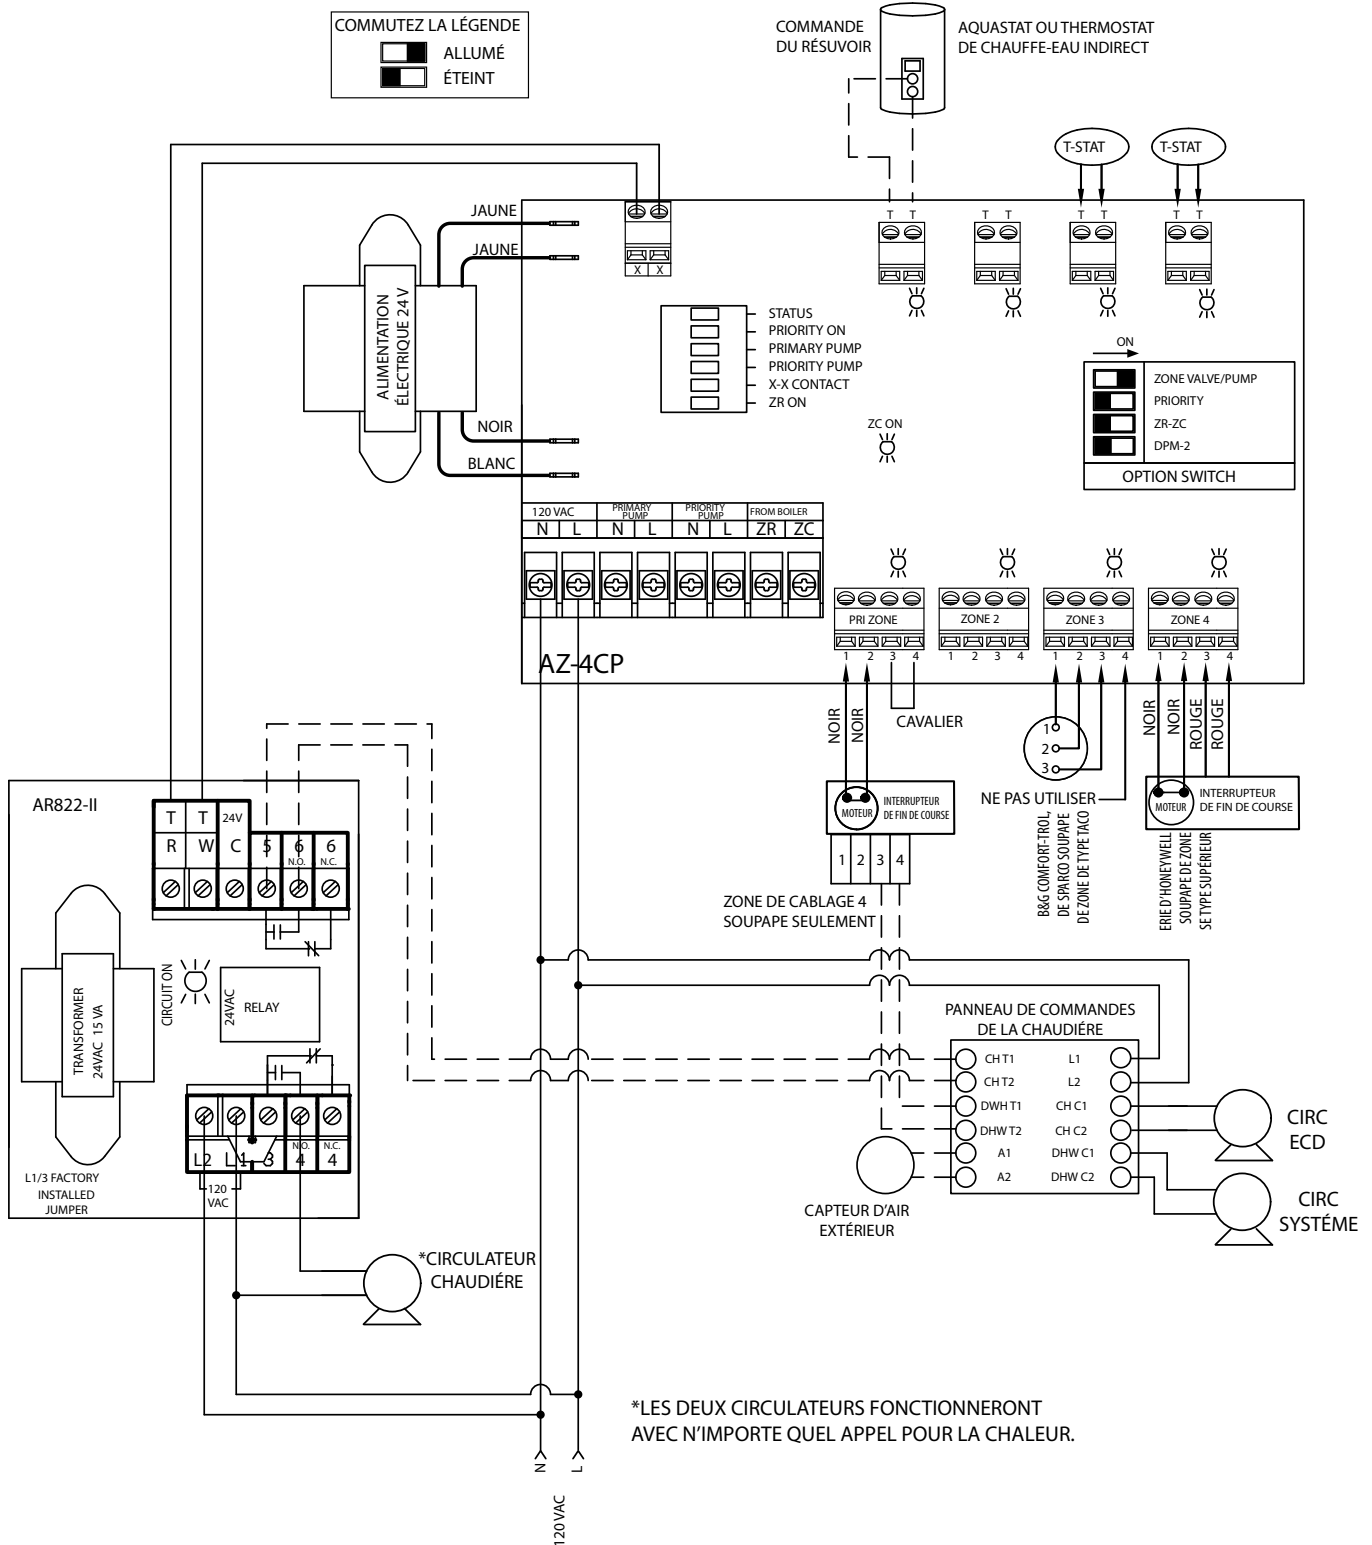 COMMUTEZ LA LÉGENDE
ALLUMÉ
ÉTEINT
COMMANDE
DU RÉSUVOIR
AQUASTAT OU THERMOSTAT
DE CHAUFFE-EAU INDIRECT
T-STAT
T-STAT
JAUNE
JAUNE
ALIMENTATION
ÉLECTRIQUE 24 V
NOIR
BLANC
X X
T T
T T
T T
T T
STATUS
PRIORITY ON
PRIMARY PUMP
PRIORITY PUMP
X-X CONTACT
ZR ON
ZC ON
ON
ZONE VALVE/PUMP
PRIORITY
ZR-ZC
DPM-2
OPTION SWITCH
120 VAC
PRIMARY
PUMP
PRIORITY
PUMP
FROM BOILER
N L N L N L ZR ZC
AZ-4CP
PRI ZONE
1 2 3 4
ZONE 2
1 2 3 4
ZONE 3
1 2 3 4
ZONE 4
1 2 3 4
NOIR
NOIR
CAVALIER
1
2
3
NE PAS UTILISER
NOIR
NOIR
ROUGE
ROUGE
MOTEUR
INTERRUPTEUR
DE FIN DE COURSE
1 2 3 4
ZONE DE CABLAGE 4
SOUPAPE SEULEMENT
B&G COMFORT-TROL,
DE SPARCO SOUPAPE
DE ZONE DE TYPE TACO
MOTEUR
INTERRUPTEUR
DE FIN DE COURSE
ERIE D'HONEYWELL
SOUPAPE DE ZONE
SE TYPE SUPÉRIEUR
AR822-II
T T 24V
R W C 5 6 6
N.O. N.C.
TRANSFORMER
24VAC 15 VA
CIRCUIT ON
24VAC
RELAY
N.O. N.C.
L2 L1 3 4 4
120
VAC
L1/3 FACTORY
INSTALLED
JUMPER
*CIRCULATEUR
CHAUDIÉRE
PANNEAU DE COMMANDES
DE LA CHAUDIÉRE
CH T1 L1
CH T2 L2
DWH T1 CH C1
DHW T2 CH C2
A1 DHW C1
A2 DHW C2
CAPTEUR D'AIR
EXTÉRIEUR
CIRC
ECD
CIRC
SYSTÉME
*LES DEUX CIRCULATEURS FONCTIONNERONT
AVEC N'IMPORTE QUEL APPEL POUR LA CHALEUR.
N L
120 VAC